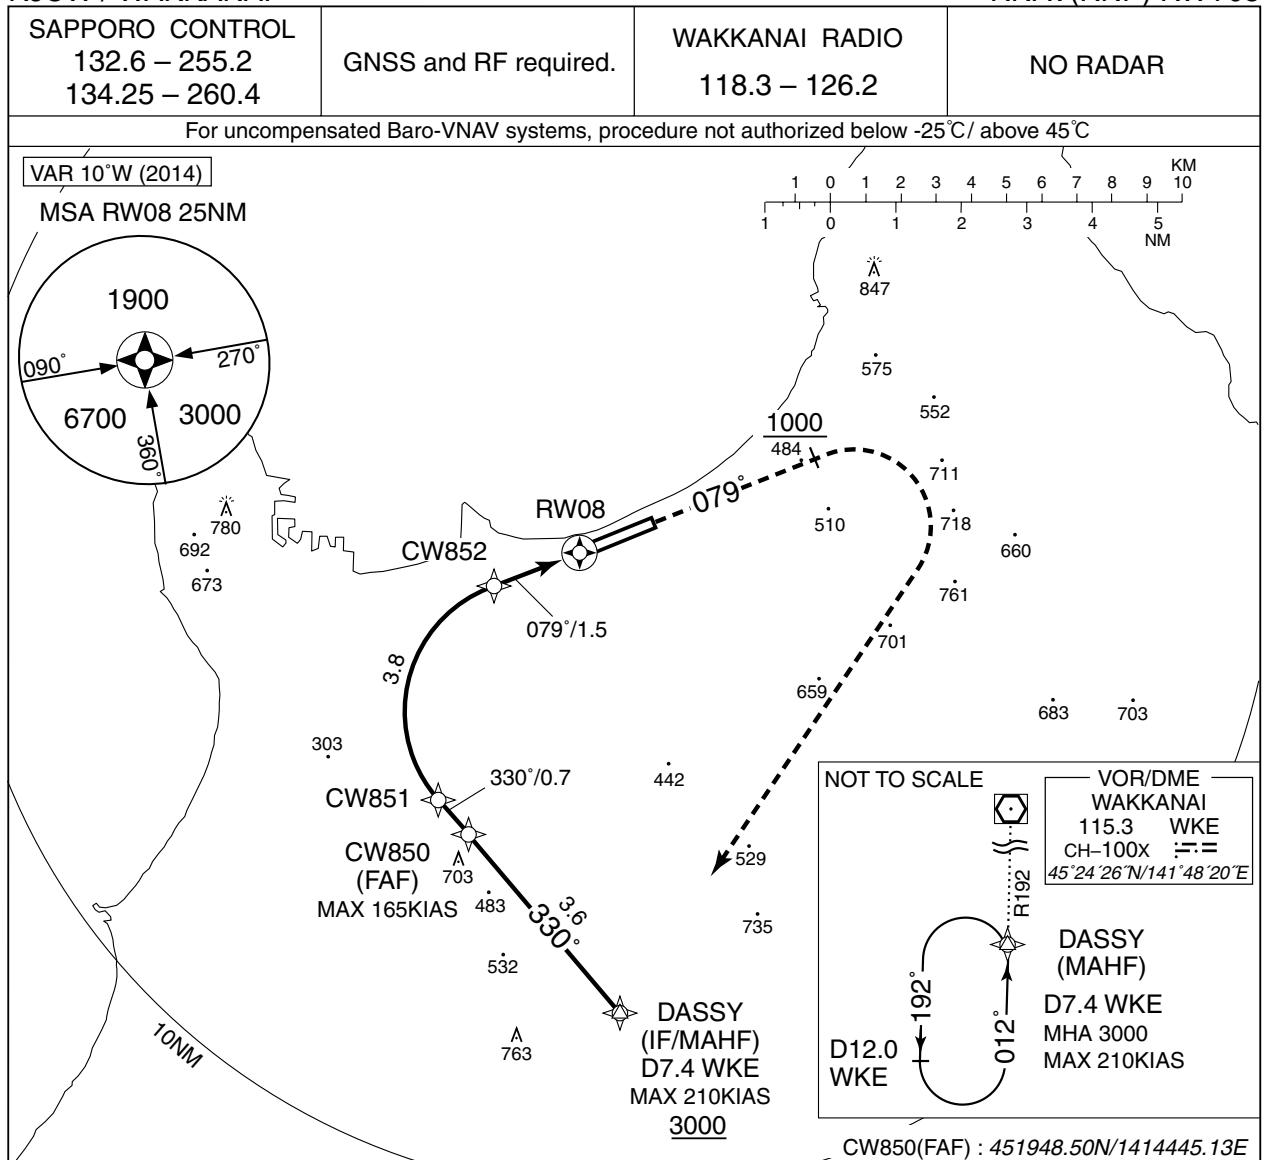 SAPPORO CONTROL
132.6 – 255.2
134.25 – 260.4
GNSS and RF required.
WAKKANAI RADIO
118.3 – 126.2
NO RADAR
For uncompensated Baro-VNAV systems, procedure not authorized below -25℃/ above 45℃
VAR 10°W (2014)
MSA RW08 25NM
1900
090°
270°
6700
3000
360°
KM
1 0 1 2 3 4 5 6 7 8 9 10
1 0 1 2 3 4 5
NM
847
575
552
1000
484
711
079°
RW08
510
718
660
780
692
673
CW852
761
079°/1.5
701
3.8
659
683
703
303
442
330°/0.7
CW851
CW850
(FAF)
MAX 165KIAS
703
483
529
3.6
330°
735
532
10NM
763
DASSY
(IF/MAHF)
D7.4 WKE
MAX 210KIAS
3000
NOT TO SCALE
VOR/DME
WAKKANAI
115.3 WKE
CH–100X
45°24´26˝N/141°48´20˝E
R192
DASSY
(MAHF)
D7.4 WKE
MHA 3000
MAX 210KIAS
192°
012°
D12.0
WKE
CW850(FAF) : 451948.50N/1414445.13E